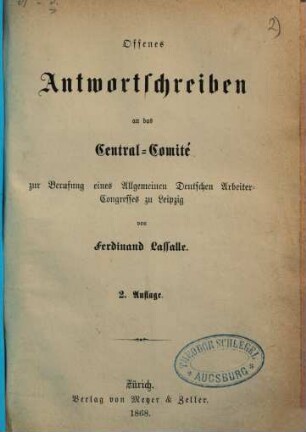 2)
Offenes
Antwortschreiben
an das
Central=Comité
zur Berufung eines Allgemeinen Deutschen Arbeiter-
Congresses zu Leipzig
von
Ferdinand Lassalle.
2. Auflage.
THEODOR SCHLEGEL
AUGSBURG
Zürich.
Verlag von Meyer & Zeller.
1868.